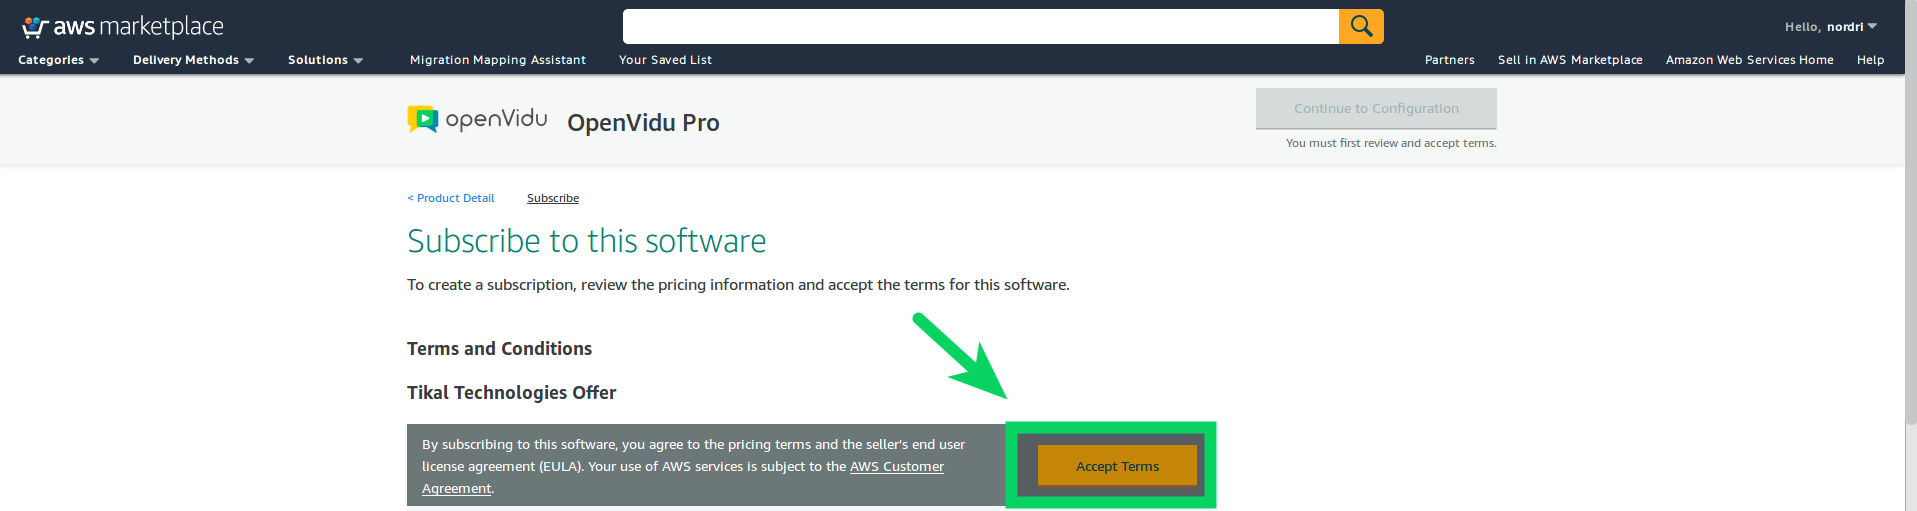 aws marketplace
Hello, nordri
Categories
Delivery Methods
Solutions
Migration Mapping Assistant
Your Saved List
Partners
Sell in AWS Marketplace
Amazon Web Services Home
Help
openVidu
OpenVidu Pro
Continue to Configuration
You must first review and accept terms.
< Product Detail
Subscribe
Subscribe to this software
To create a subscription, review the pricing information and accept the terms for this software.
Terms and Conditions
Tikal Technologies Offer
By subscribing to this software, you agree to the pricing terms and the seller's end user
license agreement (EULA). Your use of AWS services is subject to the AWS Customer
Agreement.
Accept Terms